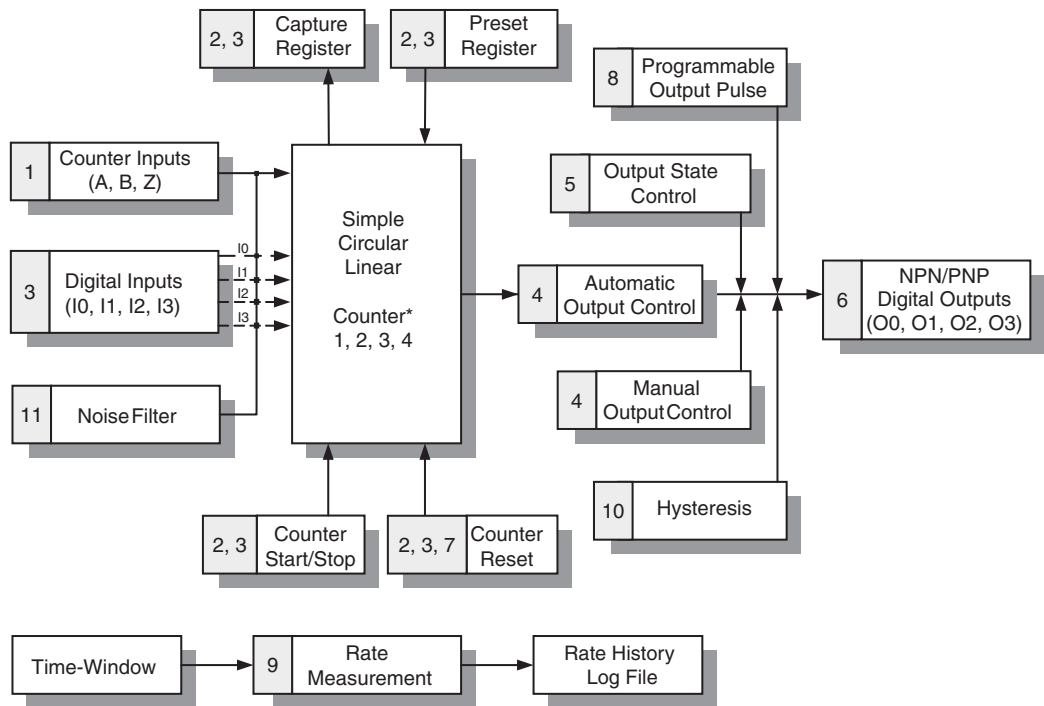 2, 3
Capture
Register
2, 3
Preset
Register
8
Programmable
Output Pulse
1
Counter Inputs
(A, B, Z)
5
Output State
Control
3
Digital Inputs
(I0, I1, I2, I3)
I0
I1
I2
I3
Simple
Circular
Linear
Counter*
1, 2, 3, 4
4
Automatic
Output Control
6
NPN/PNP
Digital Outputs
(O0, O1, O2, O3)
11
Noise Filter
4
Manual
Output Control
10
Hysteresis
2, 3
Counter
Start/Stop
2, 3, 7
Counter
Reset
Time-Window
9
Rate
Measurement
Rate History
Log File